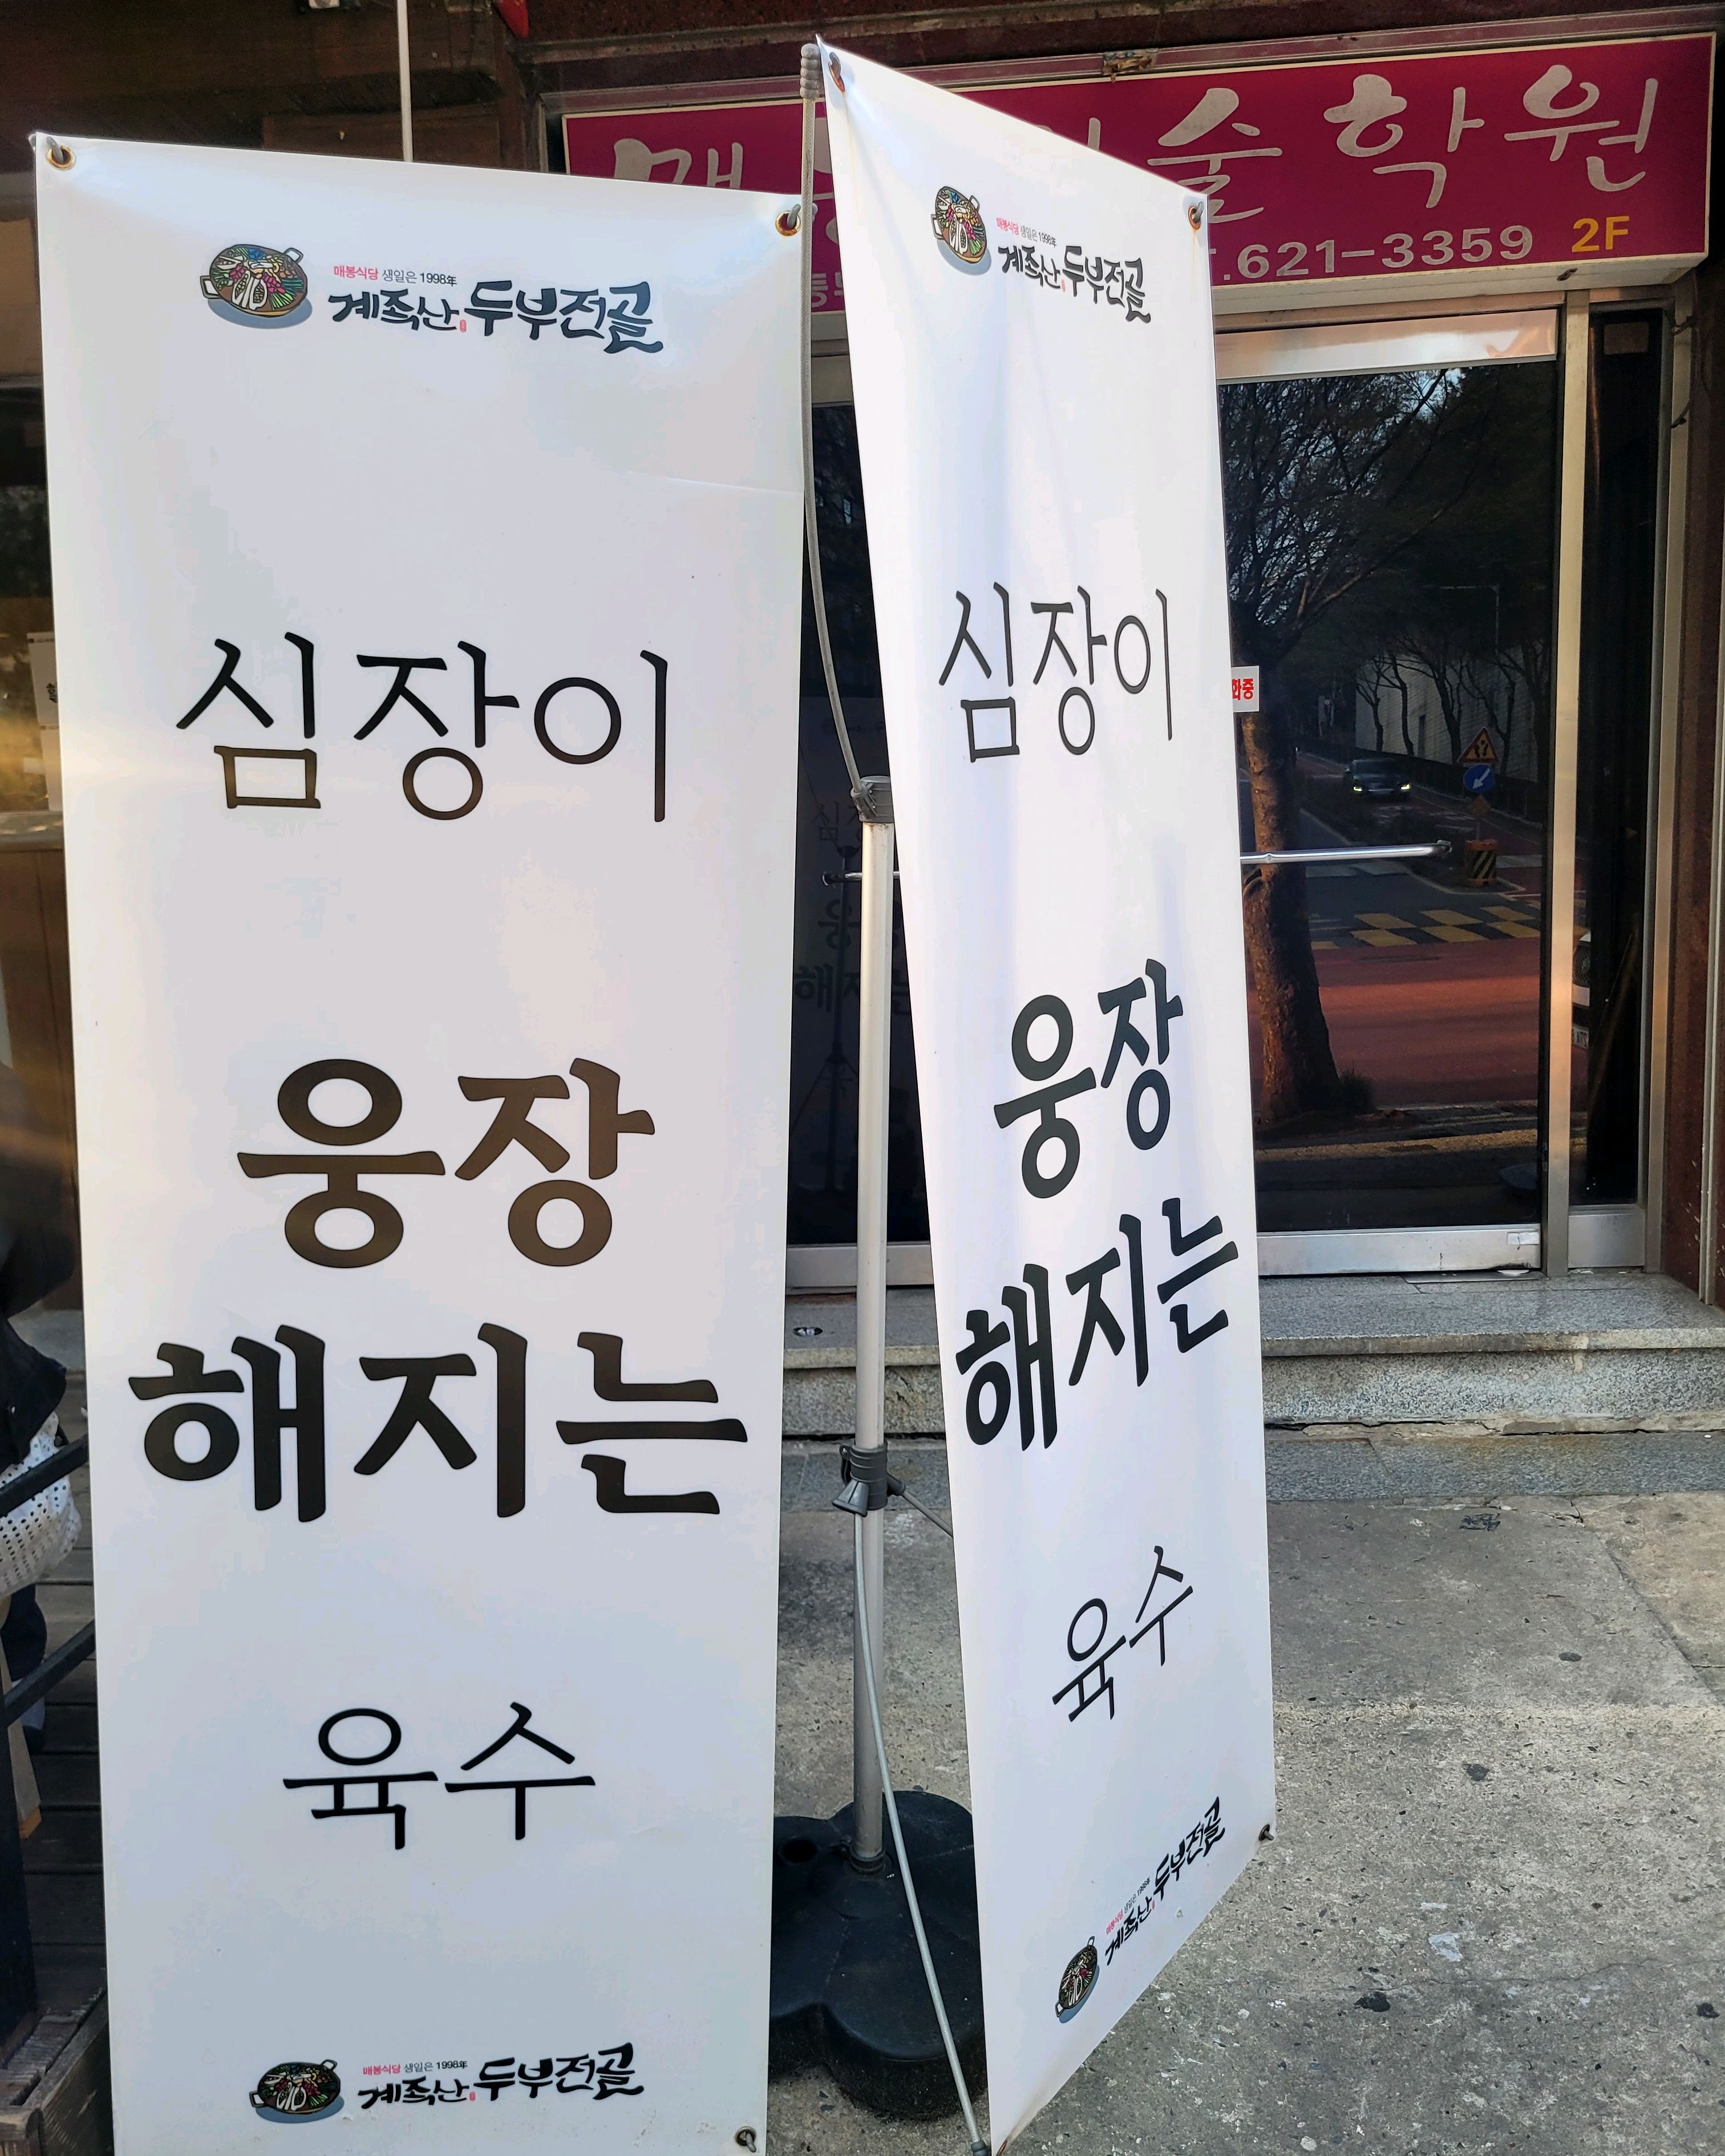 매봉식당 생일은 1998年
계족산 두부전골
심장이
웅장
해지는
육수
매봉식당 생일은 1998年
계족산 두부전골
매봉식당 생일은 1998年
계족산 두부전골
심장이
웅장
해지는
육수
매봉식당 생일은 1998年
계족산 두부전골
술학원
.621-3359 2F
화중